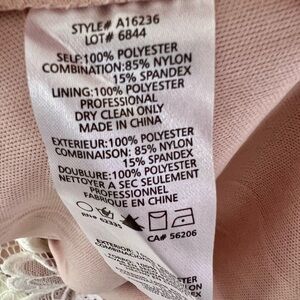 STYLE# A16236
LOT# 6844
SELF:100% POLYESTER
COMBINATION:85% NYLON
15% SPANDEX
LINING:100% POLYESTER
PROFESSIONAL
DRY CLEAN ONLY
MADE IN CHINA
EXTERIEUR:100% POLYESTER
COMBINAISON: 85% NYLON
15% SPANDEX
DOUBLURE:100% POLYESTER
NETTOYER A SEC SEULEMENT
PROFESSIONNEL
FABRIQUE EN CHINE
RN# 62335
CA# 56206